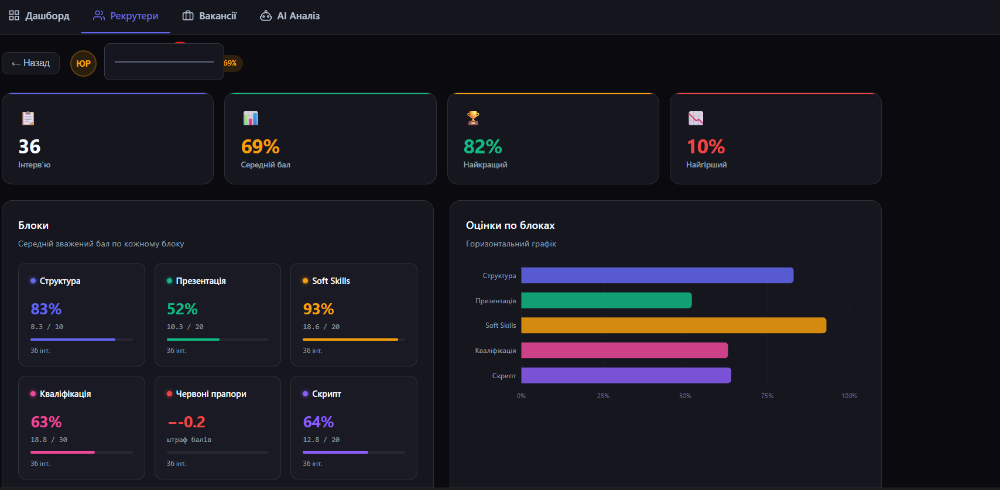 Дашборд
Рекрутери
Вакансії
AI Аналіз
← Назад
ЮР
69%
36
Інтерв'ю
69%
Середній бал
82%
Найкращий
10%
Найгірший
Блоки
Середній зважений бал по кожному блоку
Структура
83%
8.3 / 10
36 інт.
Презентація
52%
10.3 / 20
36 інт.
Soft Skills
93%
18.6 / 20
36 інт.
Кваліфікація
63%
18.8 / 30
36 інт.
Червоні прапори
−-0.2
штраф балів
36 інт.
Скрипт
64%
12.8 / 20
36 інт.
Оцінки по блоках
Горизонтальний графік
Структура
Презентація
Soft Skills
Кваліфікація
Скрипт
0%
25%
50%
75%
100%